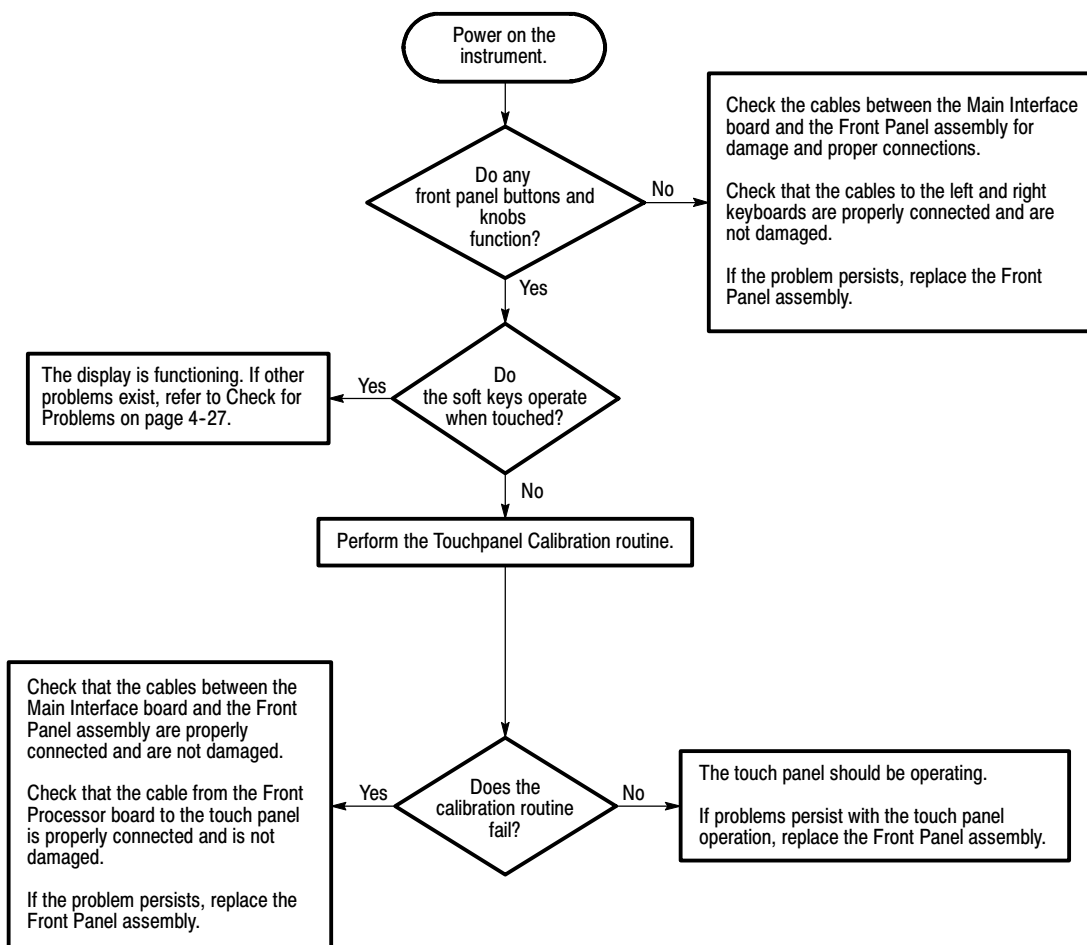 Power on the
instrument.
Do any
front panel buttons and
knobs
function?
No
Check the cables between the Main Interface
board and the Front Panel assembly for
damage and proper connections.
Check that the cables to the left and right
keyboards are properly connected and are
not damaged.
If the problem persists, replace the Front
Panel assembly.
Yes
Do
the soft keys operate
when touched?
Yes
The display is functioning. If other
problems exist, refer to Check for
Problems on page 4-27.
No
Perform the Touchpanel Calibration routine.
Does the
calibration routine
fail?
Yes
Check that the cables between the
Main Interface board and the Front
Panel assembly are properly
connected and are not damaged.
Check that the cable from the Front
Processor board to the touch panel
is properly connected and is not
damaged.
If the problem persists, replace the
Front Panel assembly.
No
The touch panel should be operating.
If problems persist with the touch panel
operation, replace the Front Panel assembly.